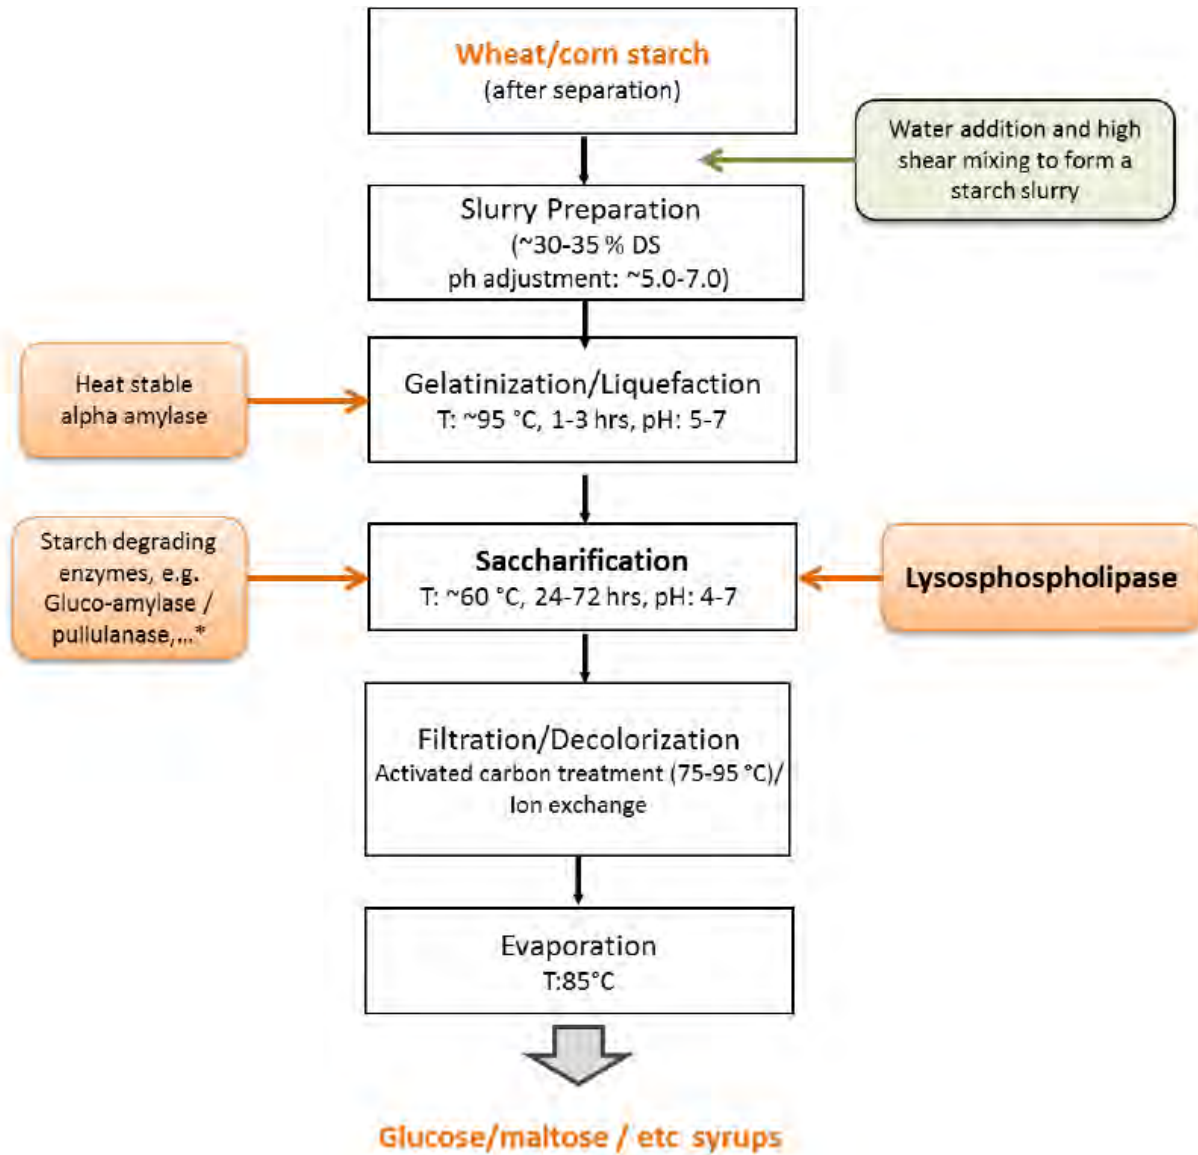 Wheat/corn starch
(after separation)
Water addition and high
shear mixing to form a
starch slurry
Slurry Preparation
(~30-35 % DS
ph adjustment: ~5.0-7.0)
Heat stable
alpha amylase
Gelatinization/Liquefaction
T: ~95 °C, 1-3 hrs, pH: 5-7
Starch degrading
enzymes, e.g.
Gluco-amylase /
pullulanase,...*
Saccharification
T: ~60 °C, 24-72 hrs, pH: 4-7
Lysosphospholipase
Filtration/Decolorization
Activated carbon treatment (75-95 °C)/
Ion exchange
Evaporation
T:85°C
Glucose/maltose / etc syrups